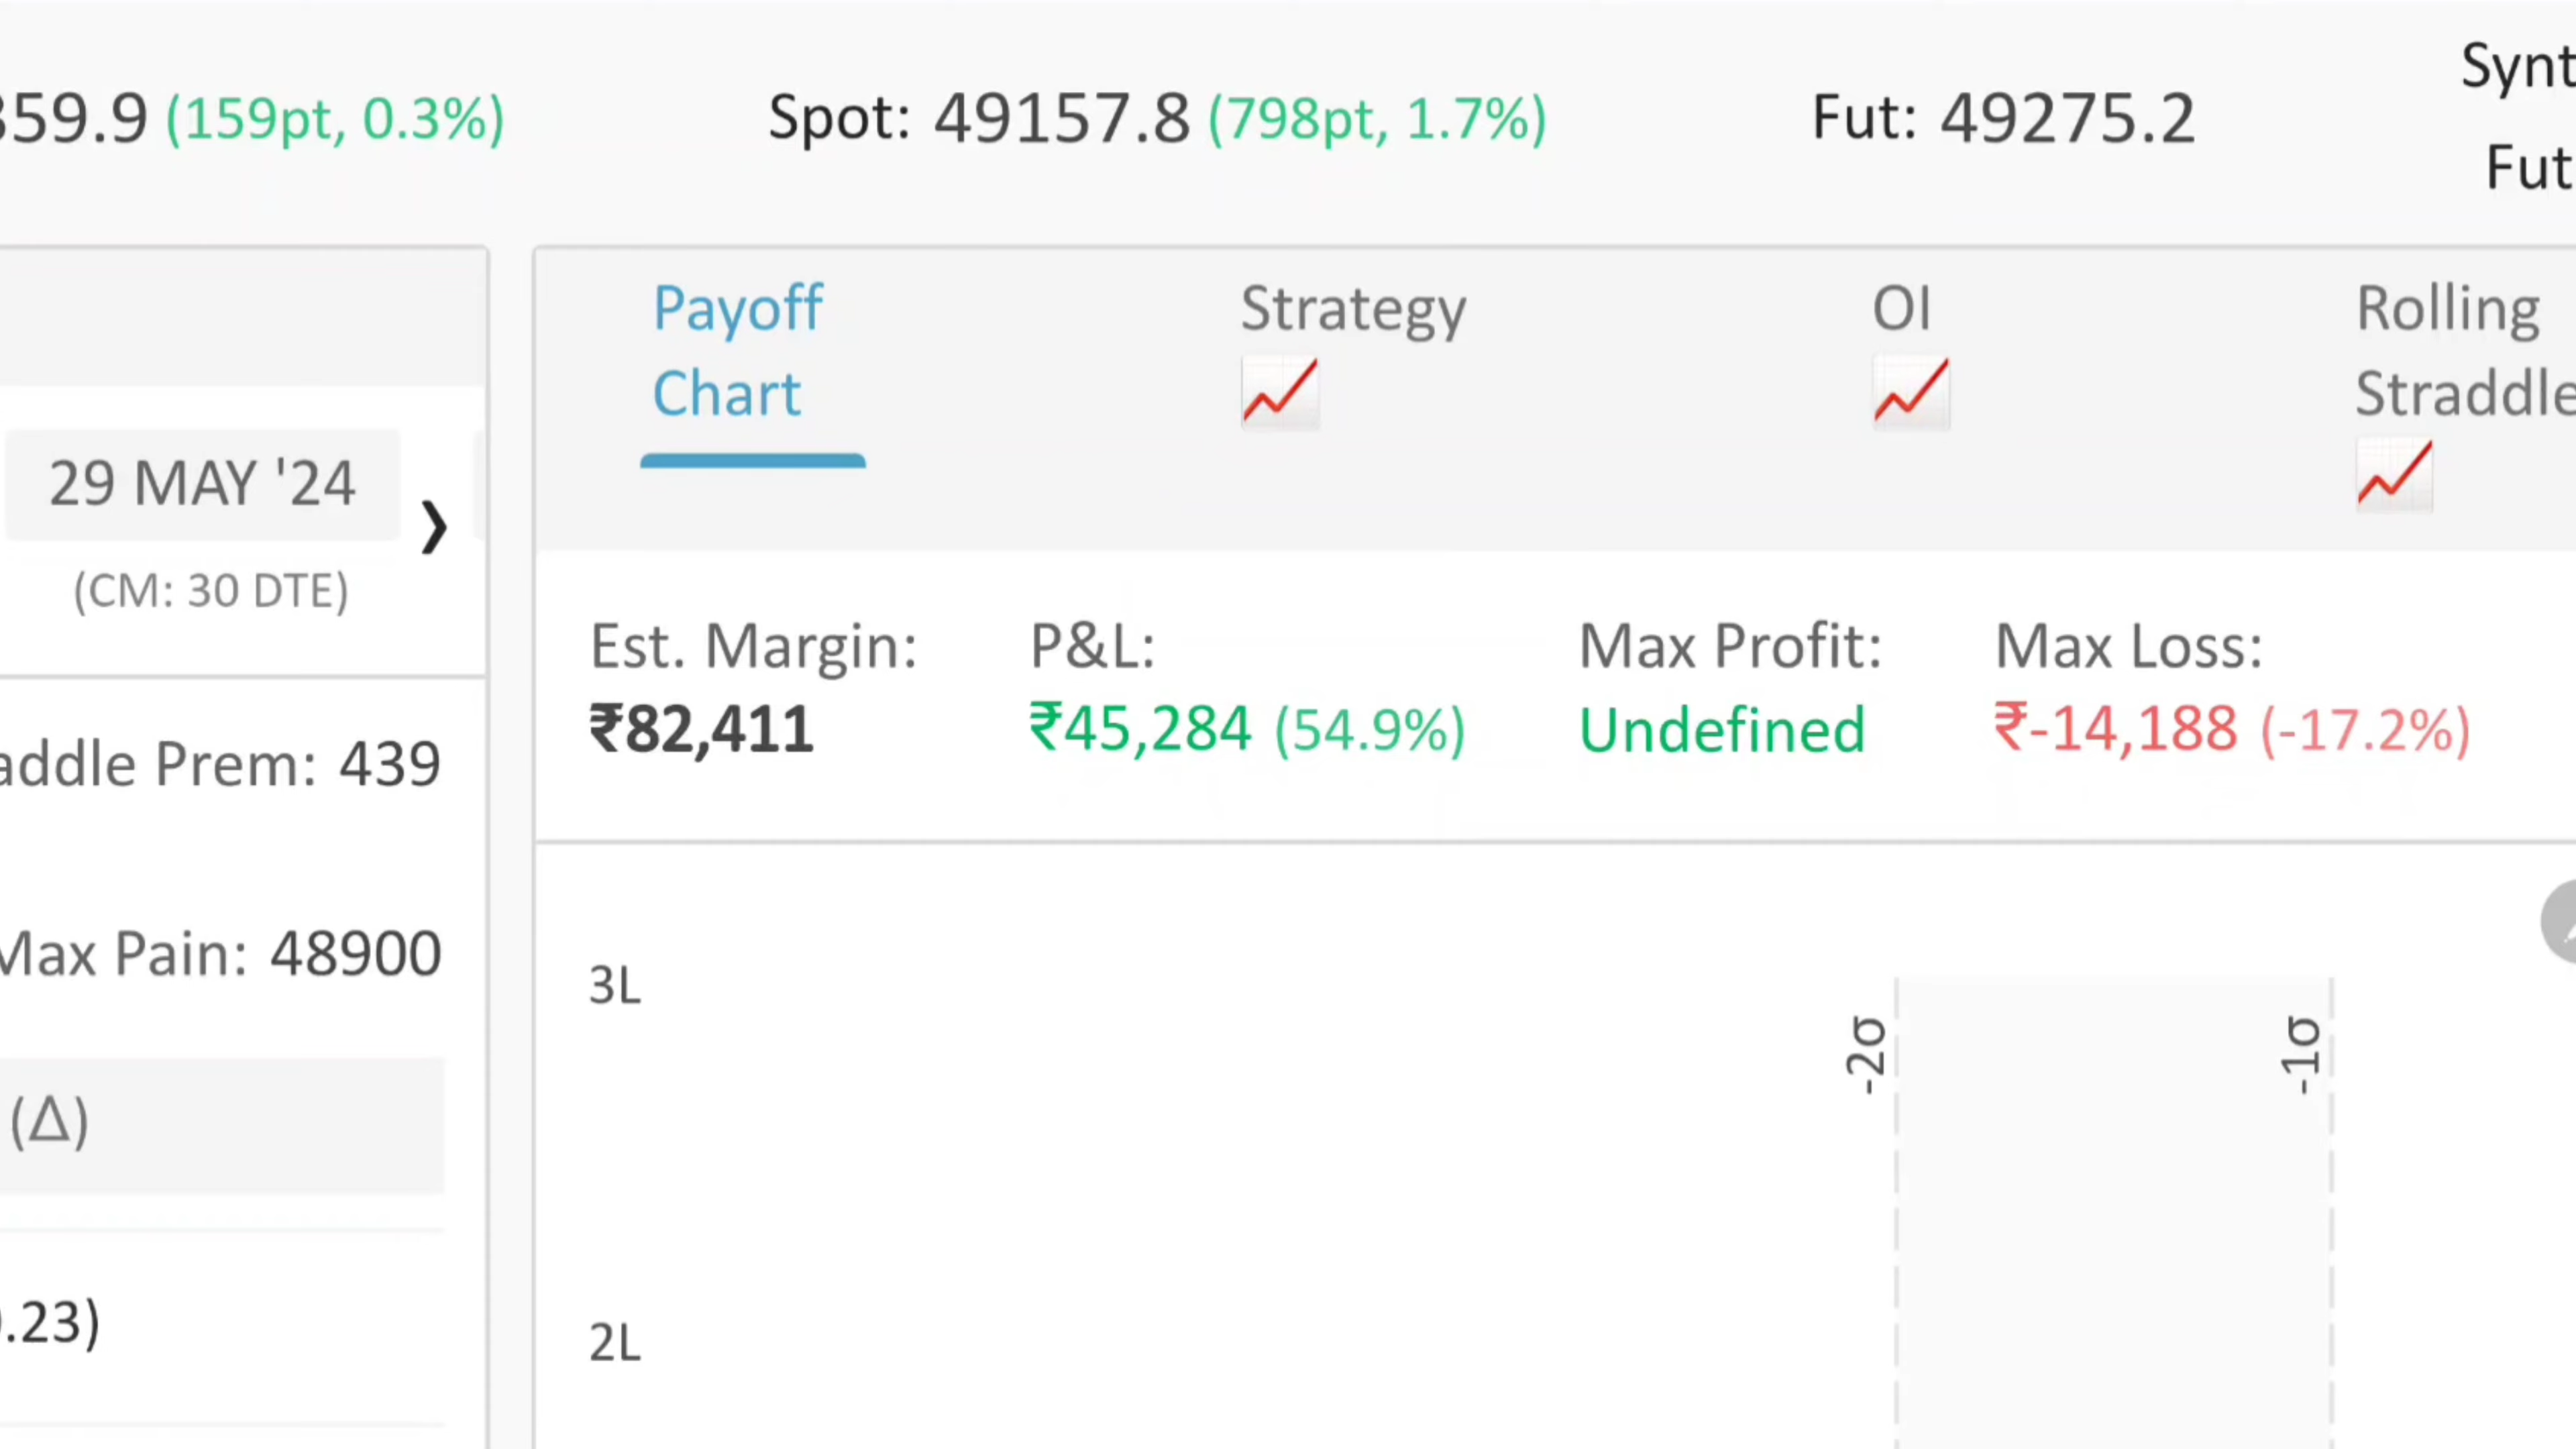 359.9 (159pt, 0.3%)
Spot: 49157.8 (798pt, 1.7%)
Fut: 49275.2
Synt
Fut
Payoff
Chart
Strategy
OI
Rolling
Straddle
29 MAY '24
(CM: 30 DTE)
Est. Margin:
₹82,411
P&L:
₹45,284 (54.9%)
Max Profit:
Undefined
Max Loss:
₹-14,188 (-17.2%)
addle Prem: 439
Max Pain: 48900
(Δ)
.23)
3L
2L
-2σ
-1σ